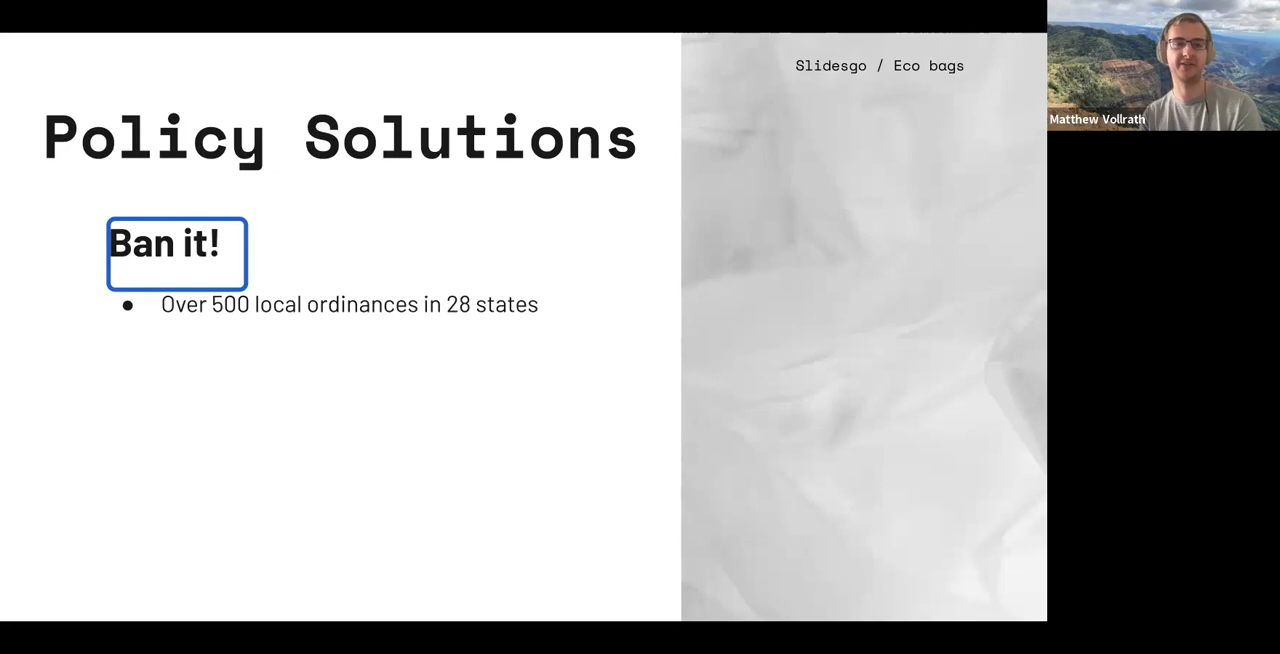 Slidesgo / Eco bags
Policy Solutions
Ban it!
● Over 500 local ordinances in 28 states
Matthew Vollrath